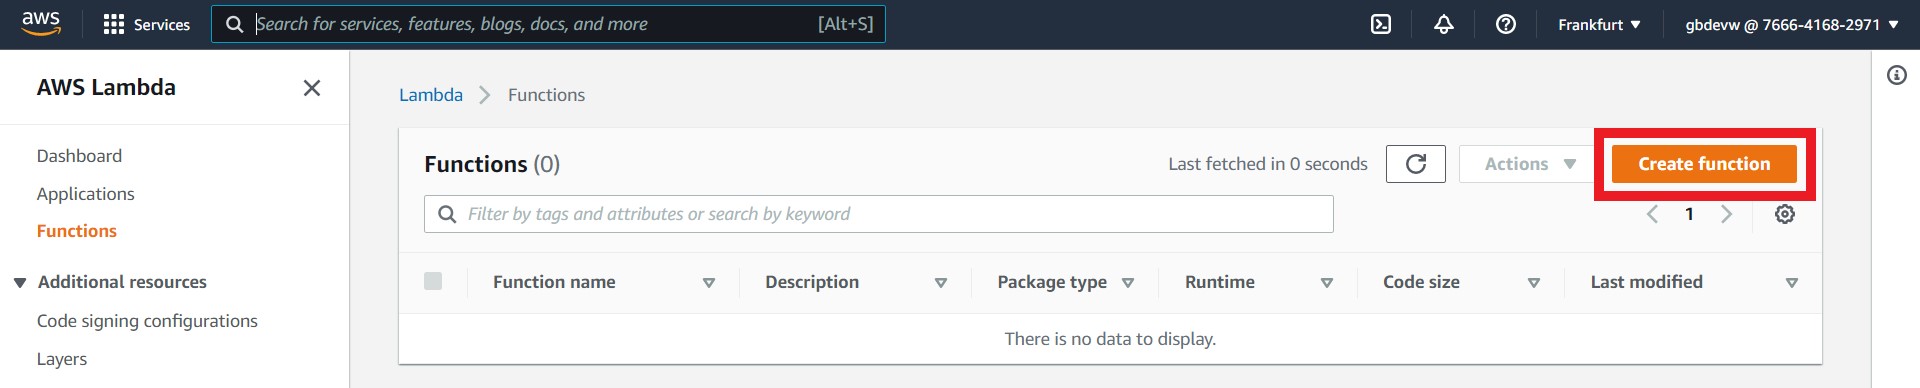 aws Services Search for services, features, blogs, docs, and more [Alt+S] Frankfurt gbdevw @ 7666-4168-2971
AWS Lambda
Dashboard
Applications
Functions
Additional resources
Code signing configurations
Layers
Lambda Functions
Functions (0) Last fetched in 0 seconds Actions Create function
Filter by tags and attributes or search by keyword 1
Function name Description Package type Runtime Code size Last modified
There is no data to display.